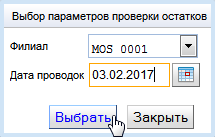 Выбор параметров проверки остатков
Филиал MOS 0001
Дата проводок 03.02.2017
Выбрать Закрыть